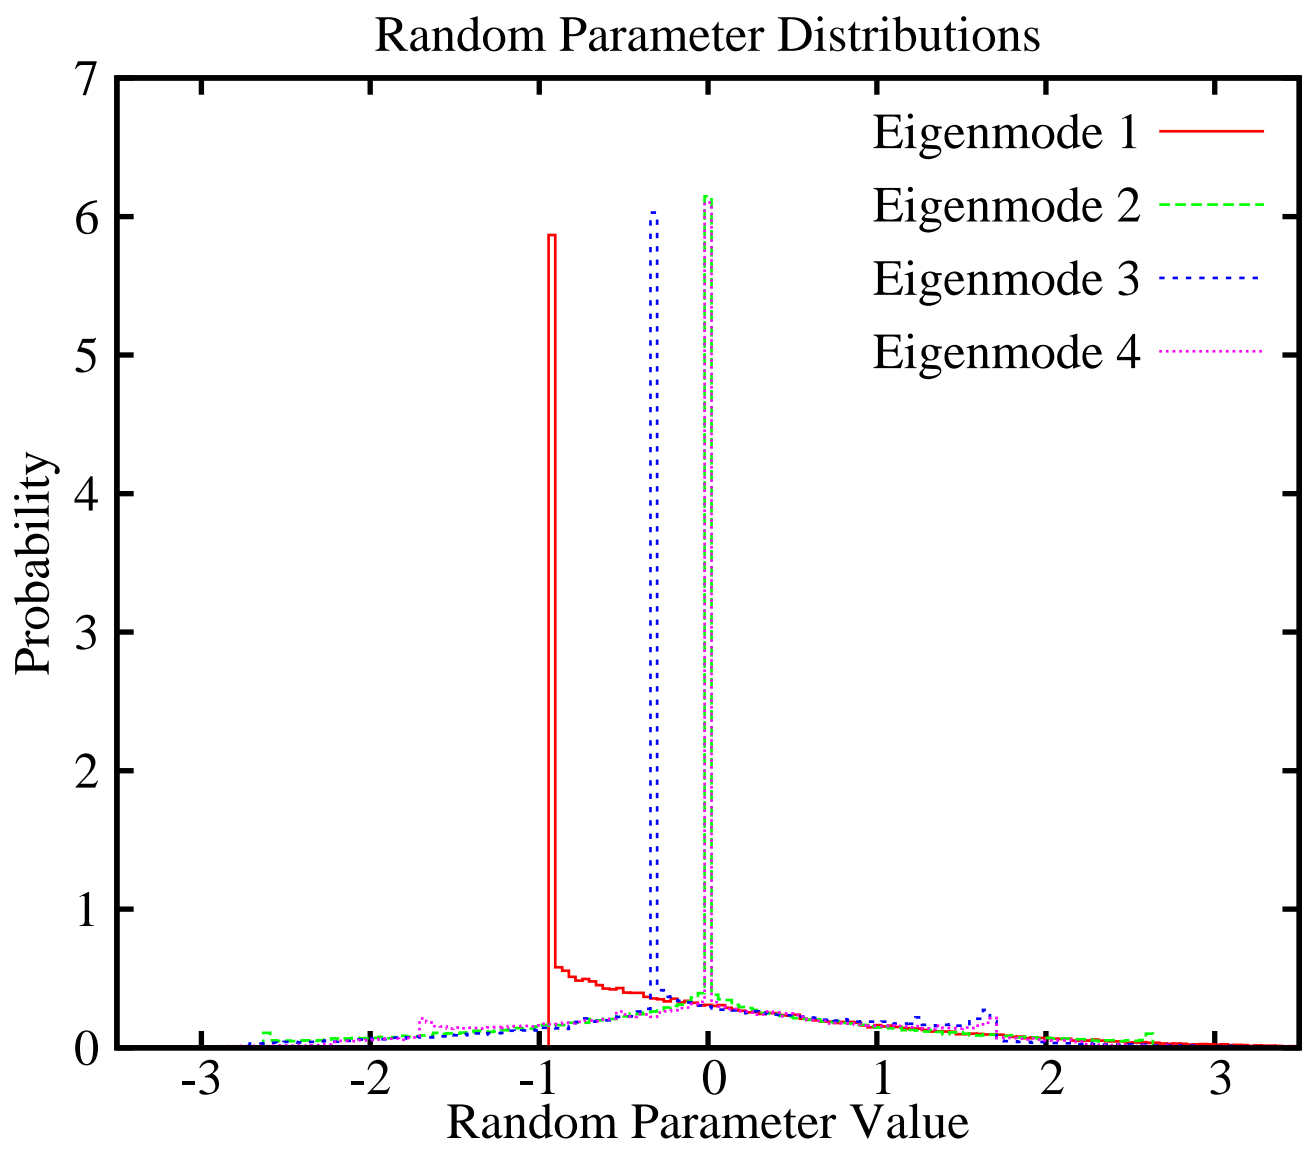 Random Parameter Distributions
7
6
5
4
3
2
1
0
Probability
Eigenmode 1
Eigenmode 2
Eigenmode 3
Eigenmode 4
-3 -2 -1 0 1 2 3
Random Parameter Value